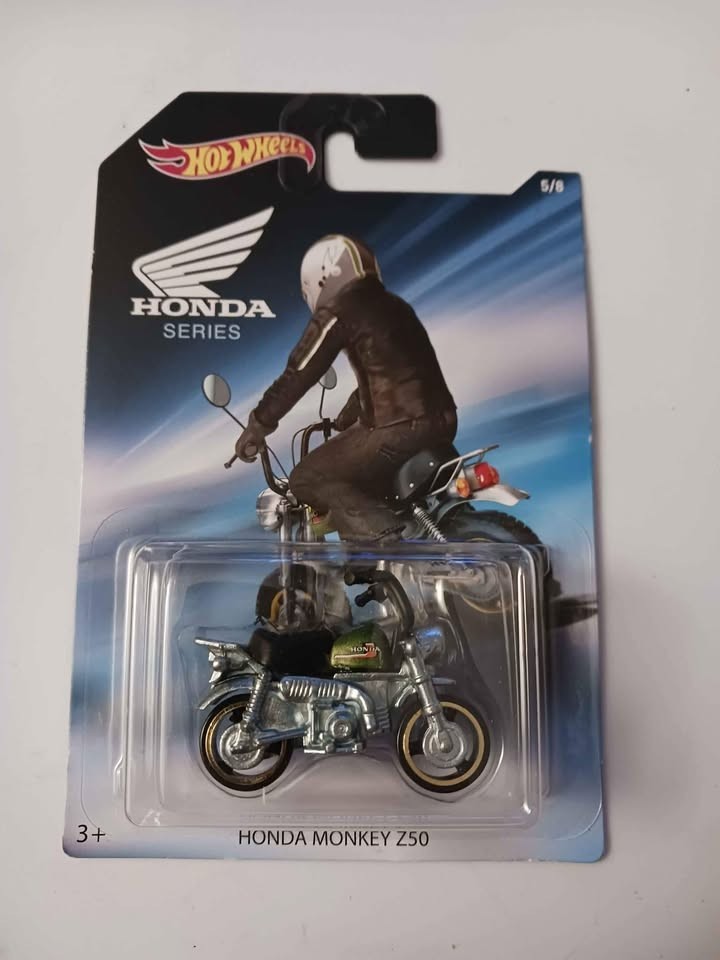 HOT WHEELS
5/8
HONDA
SERIES
HONDA
3+
HONDA MONKEY Z50